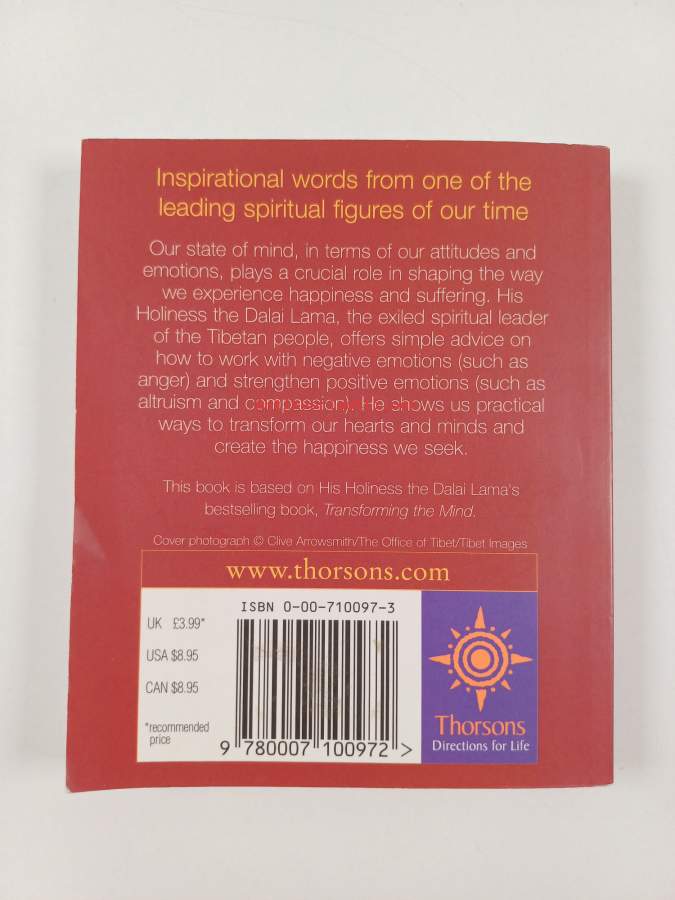 Inspirational words from one of the
leading spiritual figures of our time
Our state of mind, in terms of our attitudes and
emotions, plays a crucial role in shaping the way
we experience happiness and suffering. His
Holiness the Dalai Lama, the exiled spiritual leader
of the Tibetan people, offers simple advice on
how to work with negative emotions (such as
anger) and strengthen positive emotions (such as
altruism and compassion). He shows us practical
ways to transform our hearts and minds and
create the happiness we seek.
This book is based on His Holiness the Dalai Lama's
bestselling book, Transforming the Mind.
Cover photograph © Clive Arrowsmith/The Office of Tibet/Tibet Images
www.thorsons.com
ISBN 0-00-710097-3
UK £3.99*
USA $8.95
CAN $8.95
*recommended
price
9 780007 100972 >
Thorsons
Directions for Life